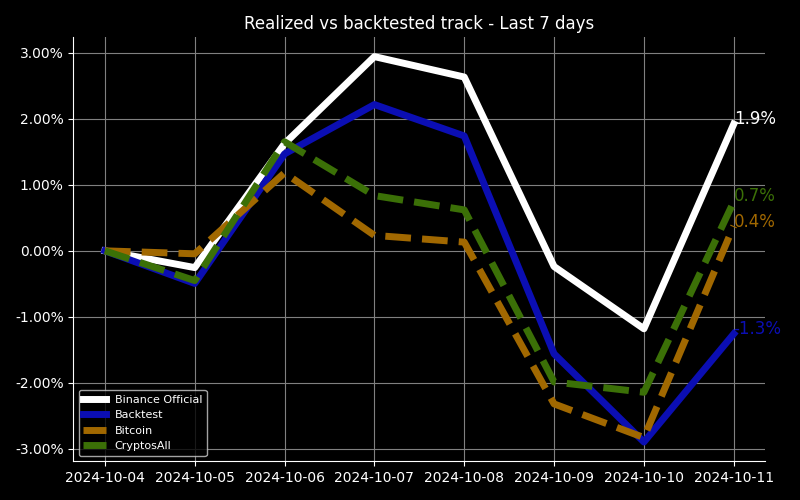 Realized vs backtested track - Last 7 days
3.00%
2.00%
1.00%
0.00%
-1.00%
-2.00%
-3.00%
1.9%
0.7%
0.4%
-1.3%
Binance Official
Backtest
Bitcoin
CryptosAll
2024-10-04 2024-10-05 2024-10-06 2024-10-07 2024-10-08 2024-10-09 2024-10-10 2024-10-11